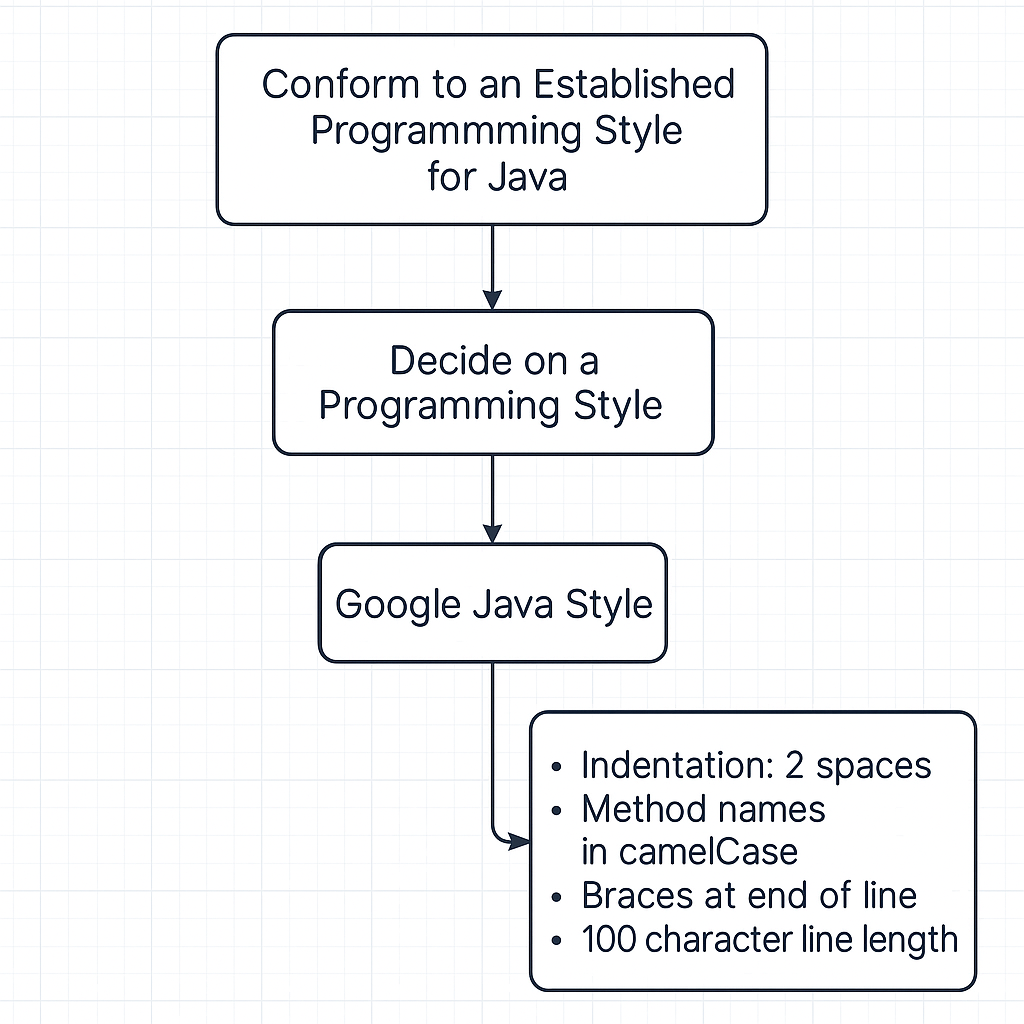 Conform to an Established
Programmming Style
for Java
Decide on a
Programming Style
Google Java Style
• Indentation: 2 spaces
• Method names
in camelCase
• Braces at end of line
• 100 character line length